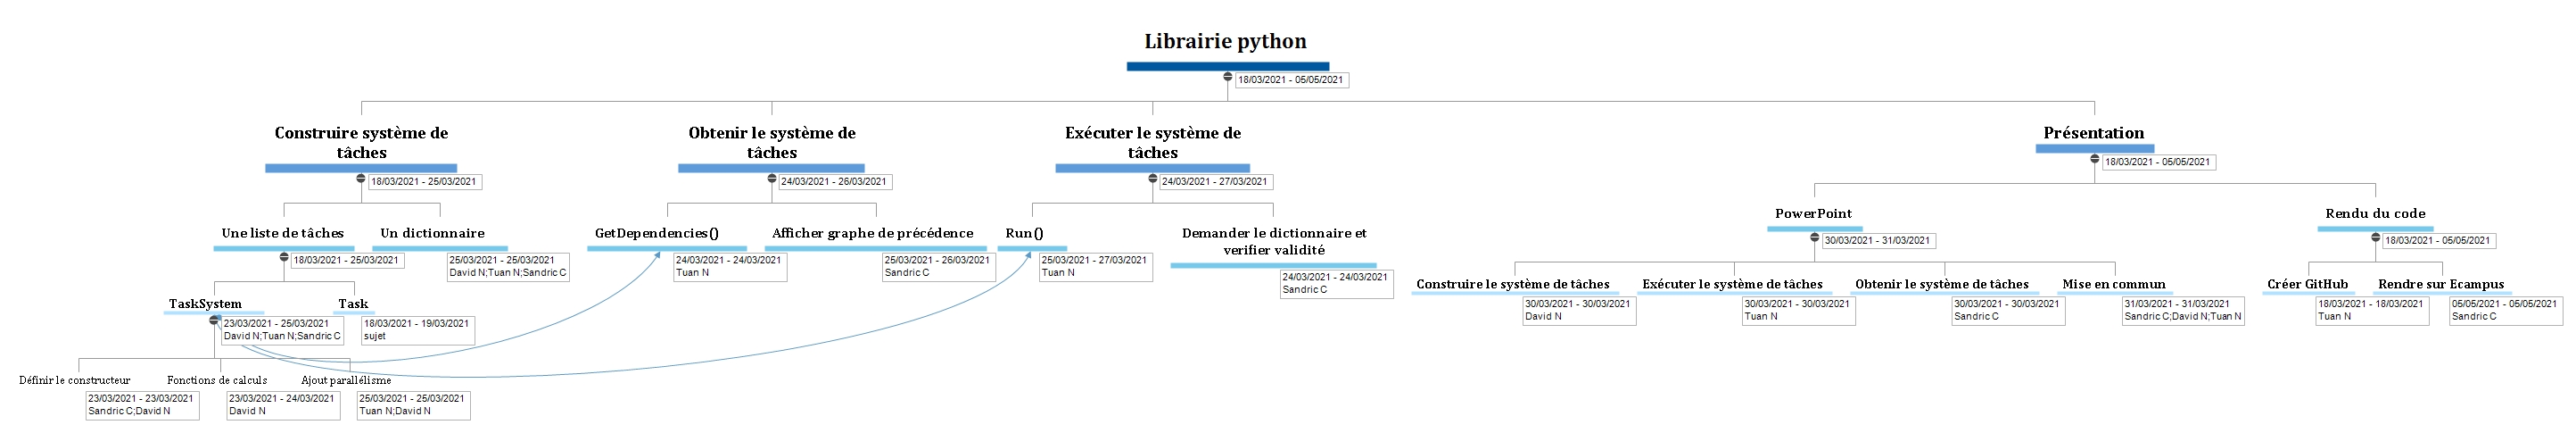 Librairie python
18/03/2021 - 05/05/2021
Construire système de
tâches
18/03/2021 - 25/03/2021
Obtenir le système de
tâches
24/03/2021 - 26/03/2021
Exécuter le système de
tâches
24/03/2021 - 27/03/2021
Présentation
18/03/2021 - 05/05/2021
Une liste de tâches
18/03/2021 - 25/03/2021
Un dictionnaire
25/03/2021 - 25/03/2021
David N;Tuan N;Sandric C
GetDependencies()
24/03/2021 - 24/03/2021
Tuan N
Afficher graphe de précédence
25/03/2021 - 26/03/2021
Sandric C
Run()
25/03/2021 - 27/03/2021
Tuan N
Demander le dictionnaire et
verifier validité
24/03/2021 - 24/03/2021
Sandric C
PowerPoint
30/03/2021 - 31/03/2021
Rendu du code
18/03/2021 - 05/05/2021
TaskSystem
23/03/2021 - 25/03/2021
David N;Tuan N;Sandric C
Task
18/03/2021 - 19/03/2021
sujet
Construire le système de tâches
30/03/2021 - 30/03/2021
David N
Exécuter le système de tâches
30/03/2021 - 30/03/2021
Tuan N
Obtenir le système de tâches
30/03/2021 - 30/03/2021
Sandric C
Mise en commun
31/03/2021 - 31/03/2021
Sandric C;David N;Tuan N
Créer GitHub
18/03/2021 - 18/03/2021
Tuan N
Rendre sur Ecampus
05/05/2021 - 05/05/2021
Sandric C
Définir le constructeur
23/03/2021 - 23/03/2021
Sandric C;David N
Fonctions de calculs
23/03/2021 - 24/03/2021
David N
Ajout parallélisme
25/03/2021 - 25/03/2021
Tuan N;David N